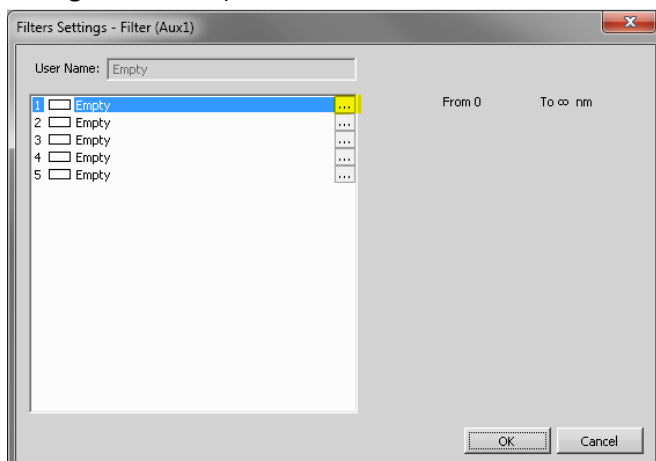 Filters Settings - Filter (Aux1)
User Name: Empty
1 Empty ...
From 0 To ∞ nm
2 Empty ...
3 Empty ...
4 Empty ...
5 Empty ...
OK Cancel